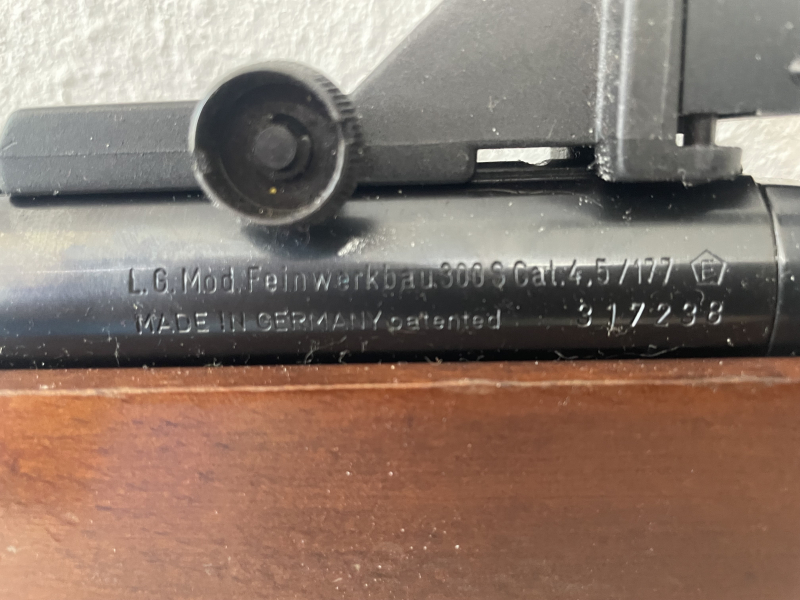 L.G. Mod. Feinwerkbau 300 S Cal. 4,5/177 F
MADE IN GERMANY patented 317238